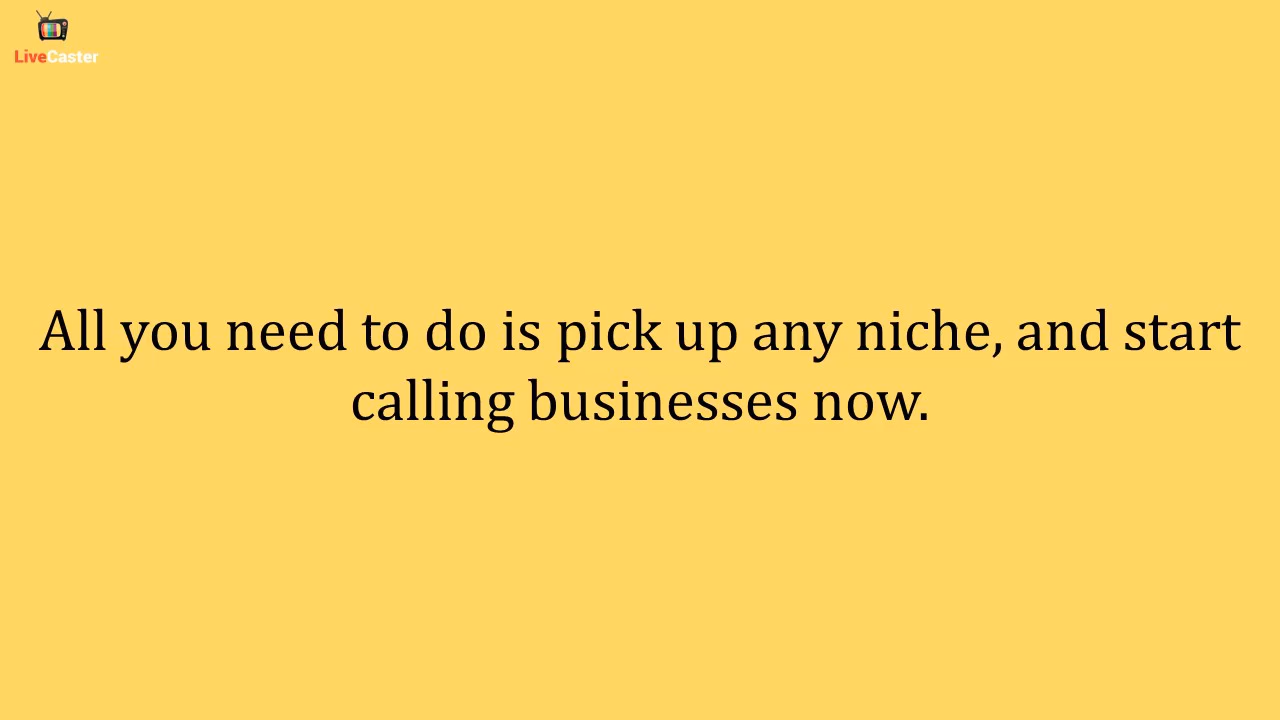 LiveCaster
All you need to do is pick up any niche, and start
calling businesses now.